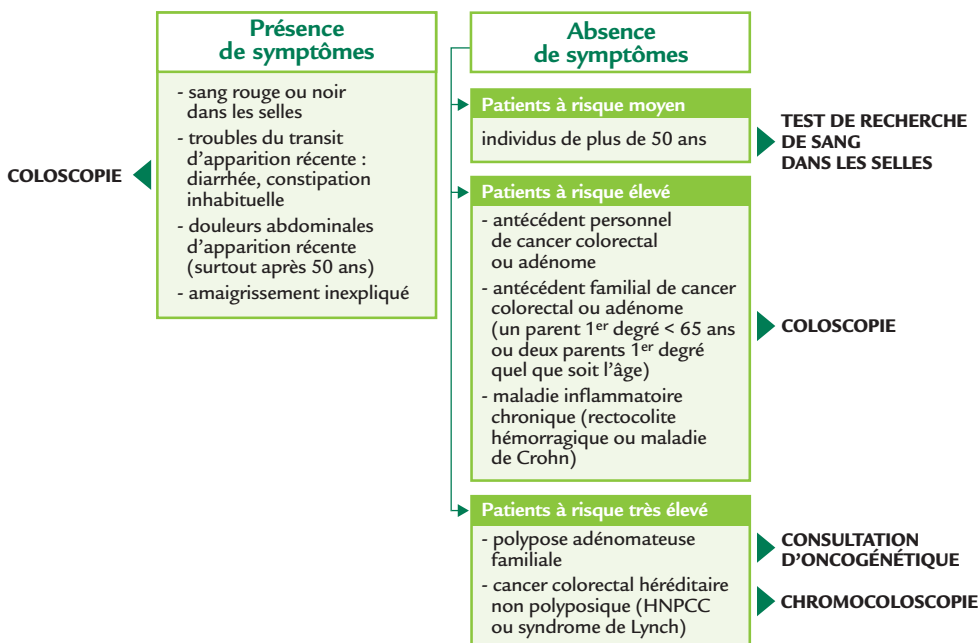 Présence
de symptômes
- sang rouge ou noir
dans les selles
- troubles du transit
d'apparition récente :
diarrhée, constipation
inhabituelle
- douleurs abdominales
d'apparition récente
(surtout après 50 ans)
- amaigrissement inexpliqué
COLOSCOPIE
Absence
de symptômes
Patients à risque moyen
individus de plus de 50 ans
TEST DE RECHERCHE
DE SANG
DANS LES SELLES
Patients à risque élevé
- antécédent personnel
de cancer colorectal
ou adénome
- antécédent familial de cancer
colorectal ou adénome
(un parent 1er degré < 65 ans
ou deux parents 1er degré
quel que soit l'âge)
- maladie inflammatoire
chronique (rectocolite
hémorragique ou maladie
de Crohn)
COLOSCOPIE
Patients à risque très élevé
- polypose adénomateuse
familiale
- cancer colorectal héréditaire
non polyposique (HNPCC
ou syndrome de Lynch)
CONSULTATION
D'ONCOGÉNÉTIQUE
CHROMOCOLOSCOPIE